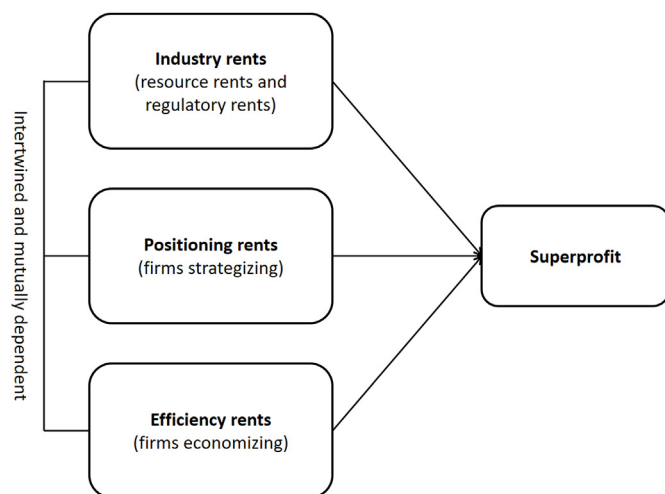 Intertwined and mutually dependent
Industry rents
(resource rents and
regulatory rents)
Positioning rents
(firms strategizing)
Efficiency rents
(firms economizing)
Superprofit